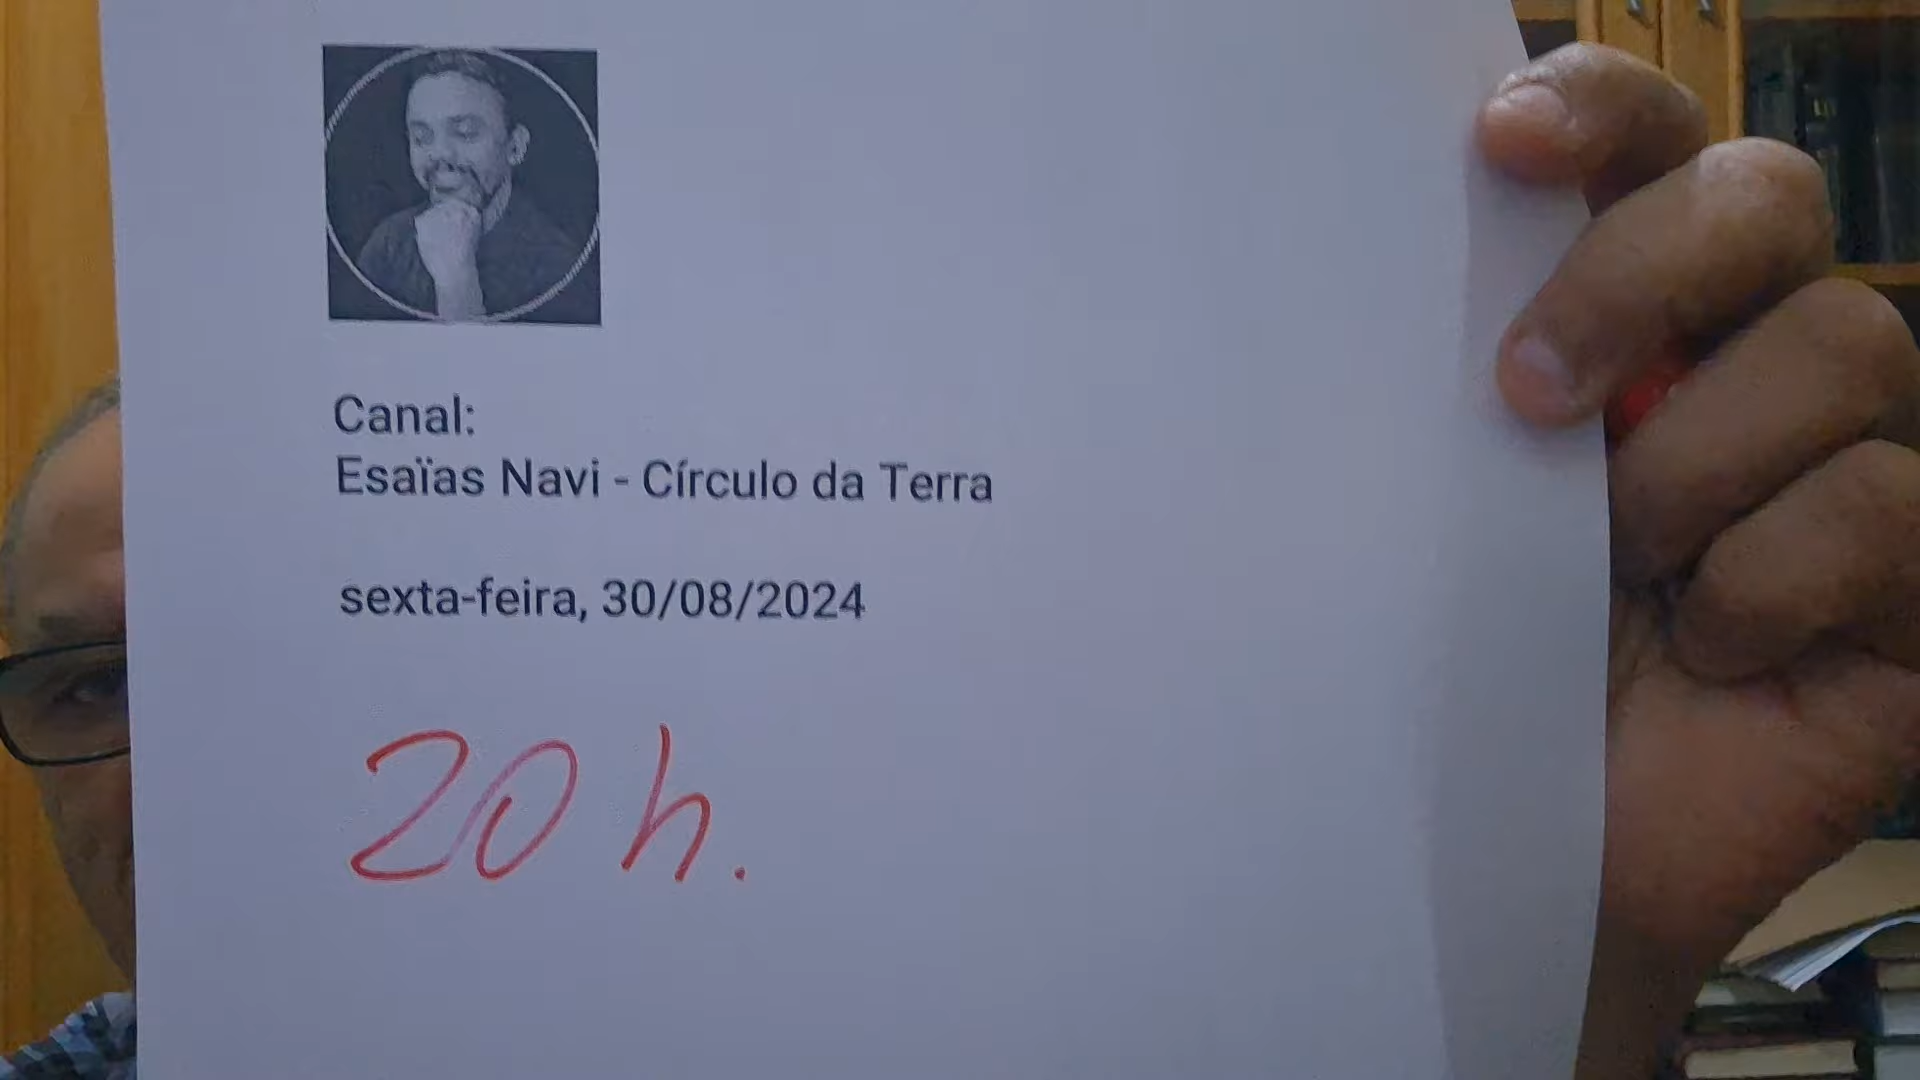 Canal:
Esaïas Navi - Círculo da Terra
sexta-feira, 30/08/2024
20 h.